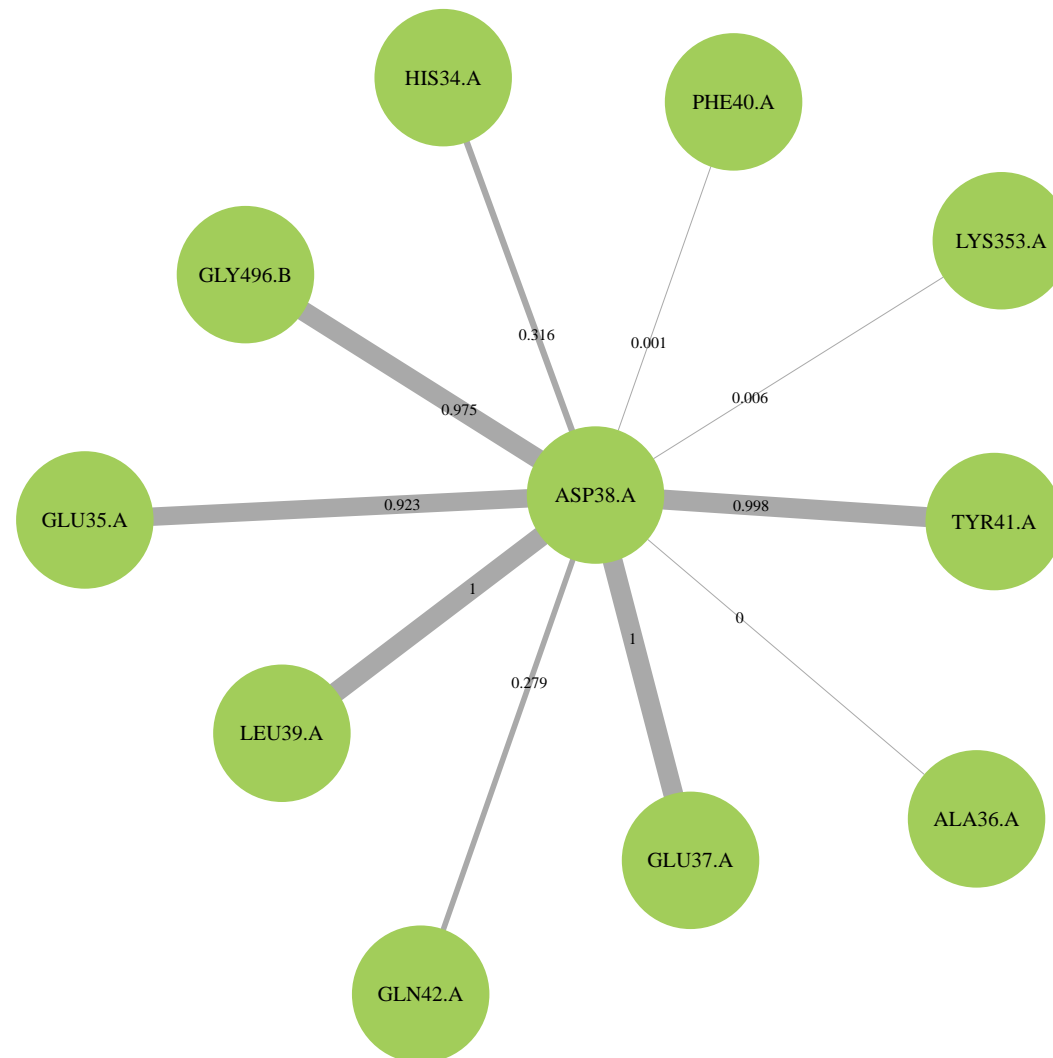 HIS34.A
PHE40.A
LYS353.A
GLY496.B
0.316
0.001
0.006
0.975
ASP38.A
GLU35.A
0.923
0.998
TYR41.A
1
0
1
0.279
LEU39.A
ALA36.A
GLU37.A
GLN42.A